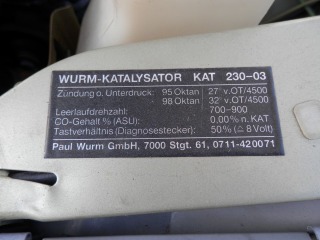 WURM-KATALYSATOR KAT 230-03
Zündung o. Unterdruck: 95 Oktan 27° v.OT/4500
98 Oktan 32° v.OT/4500
Leerlaufdrehzahl: 700-900
CO-Gehalt % (ASU): 0.00% n. KAT
Tastverhältnis (Diagnosestecker): 50% (△ 8 Volt)
Paul Wurm GmbH, 7000 Stgt. 61, 0711-420071